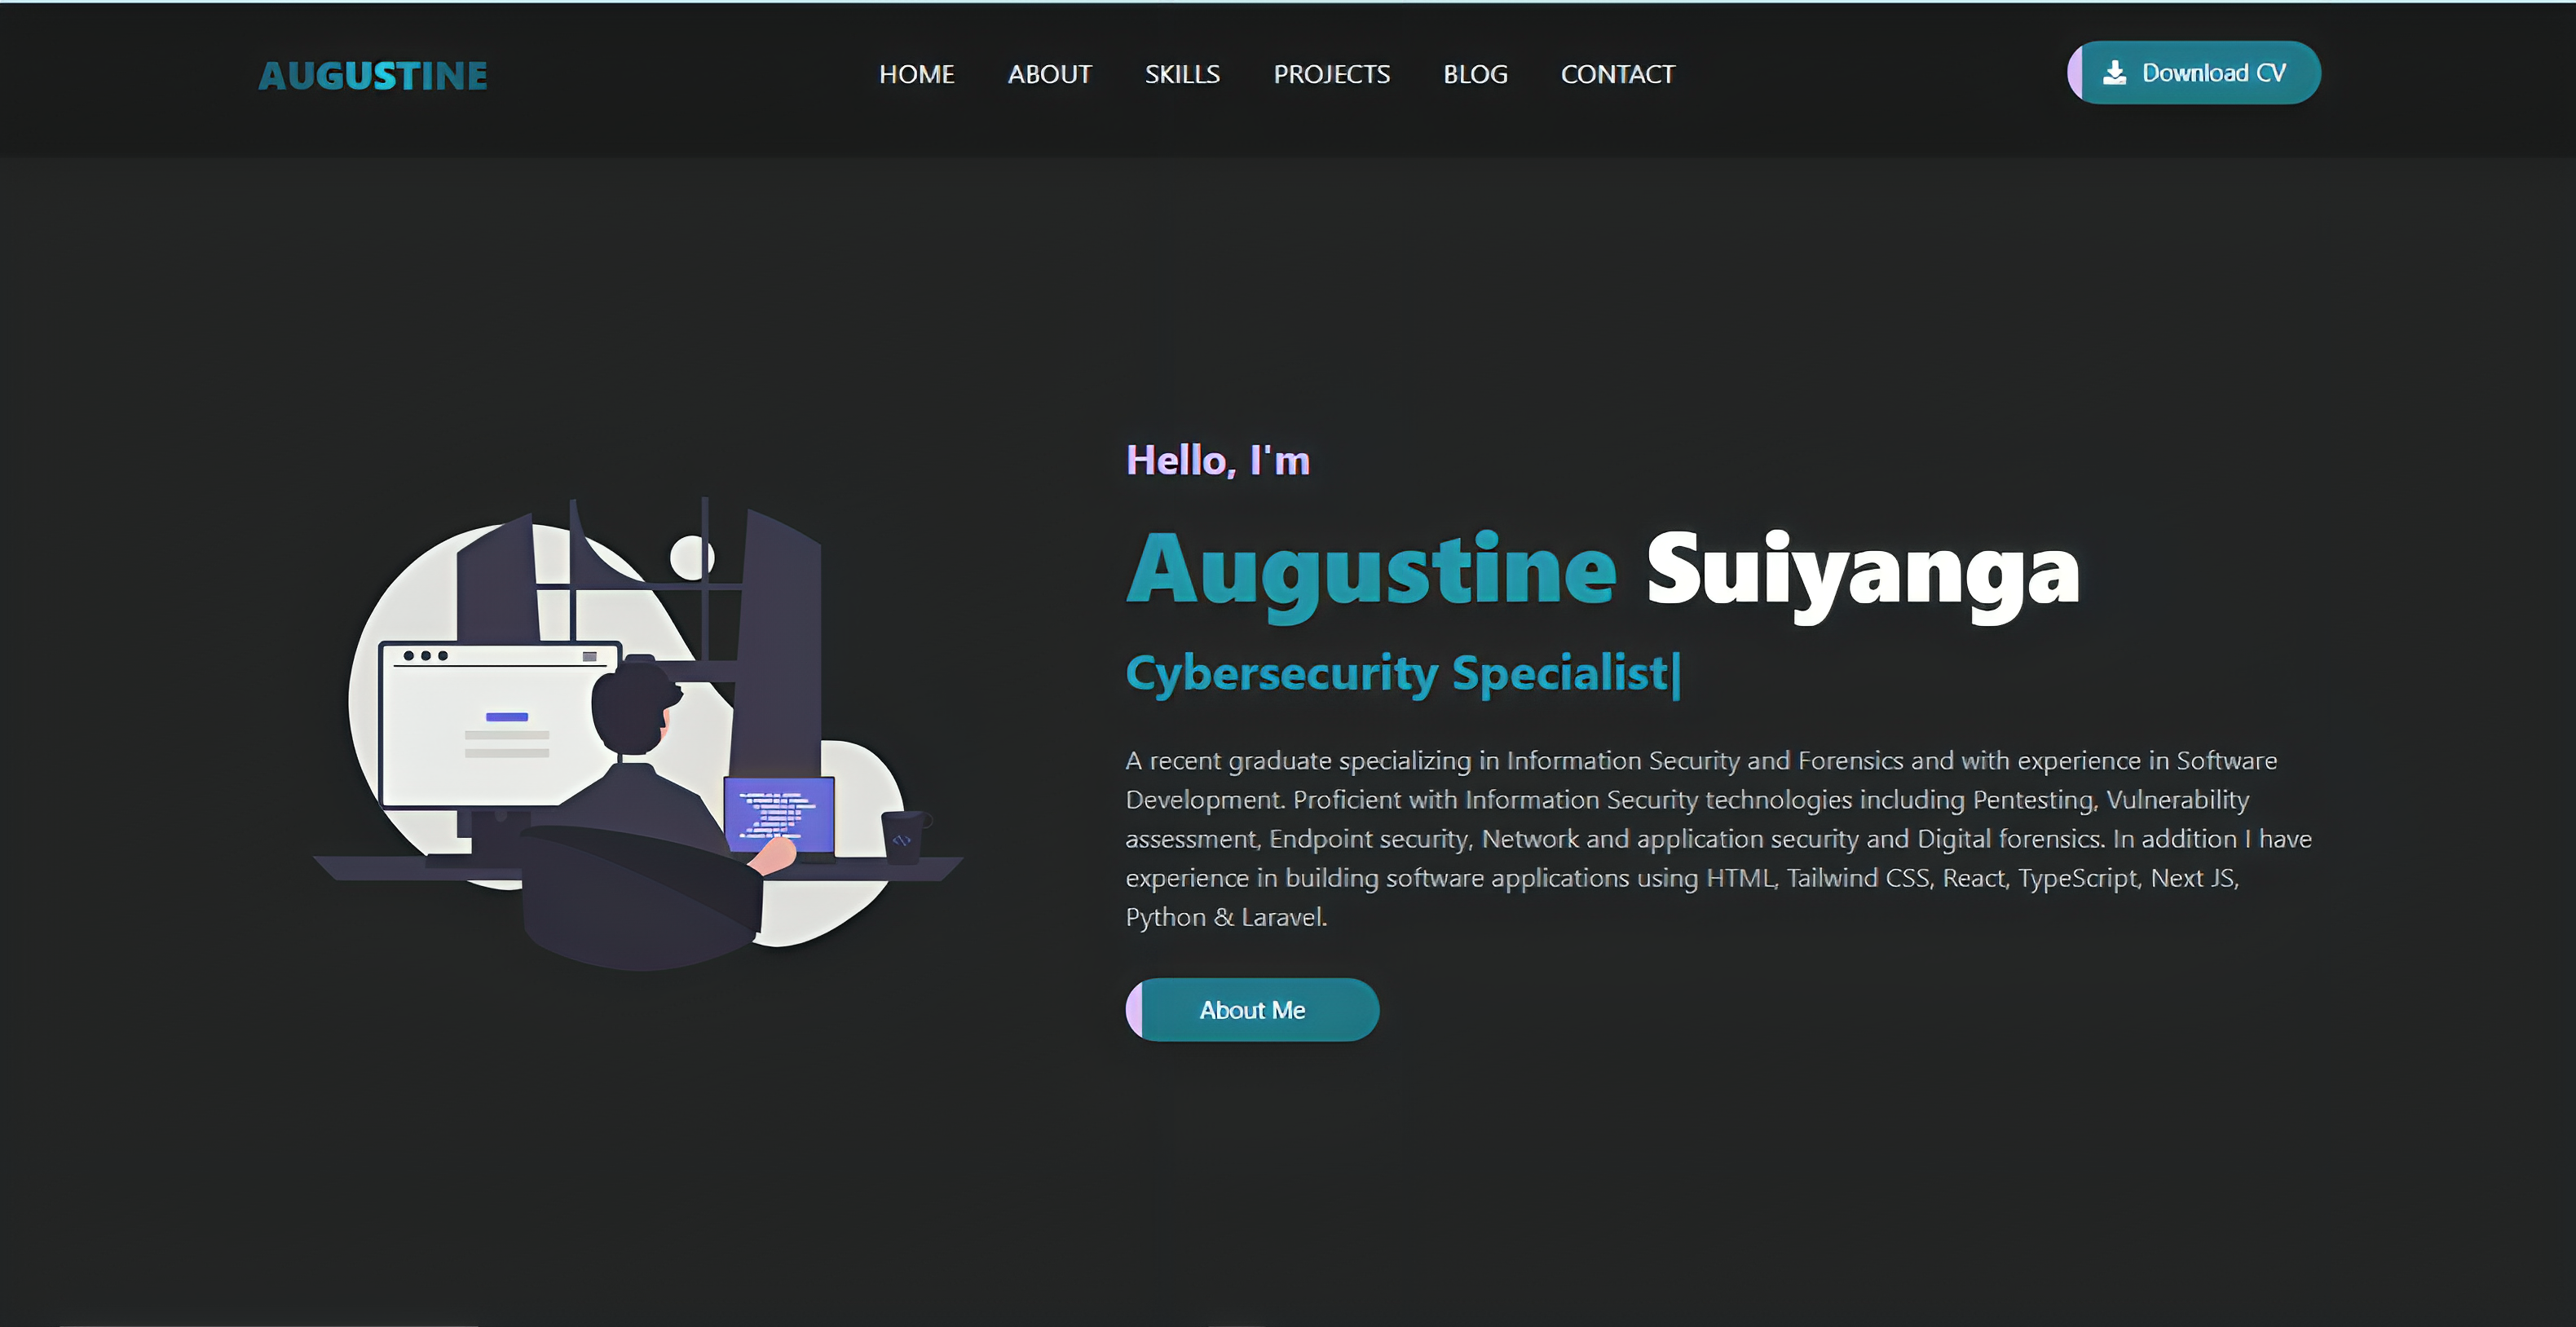 AUGUSTINE
HOME ABOUT SKILLS PROJECTS BLOG CONTACT
Download CV
Hello, I'm
Augustine Suiyanga
Cybersecurity Specialist|
A recent graduate specializing in Information Security and Forensics and with experience in Software
Development. Proficient with Information Security technologies including Pentesting, Vulnerability
assessment, Endpoint security, Network and application security and Digital forensics. In addition I have
experience in building software applications using HTML, Tailwind CSS, React, TypeScript, Next JS,
Python & Laravel.
About Me